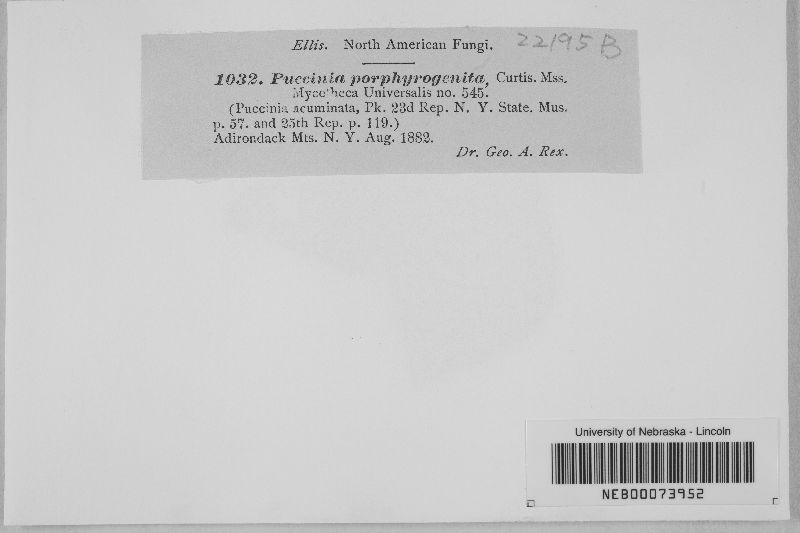 Ellis. North American Fungi. 22195 B
1032. Puccinia porphyrogenita, Curtis. Mss.
Mycotheca Universalis no. 545.
(Puccinia acuminata, Pk. 23d Rep. N. Y. State. Mus.
p. 57. and 25th Rep. p. 119.)
Adirondack Mts. N. Y. Aug. 1882.
Dr. Geo. A. Rex.
University of Nebraska - Lincoln
NEB00073952